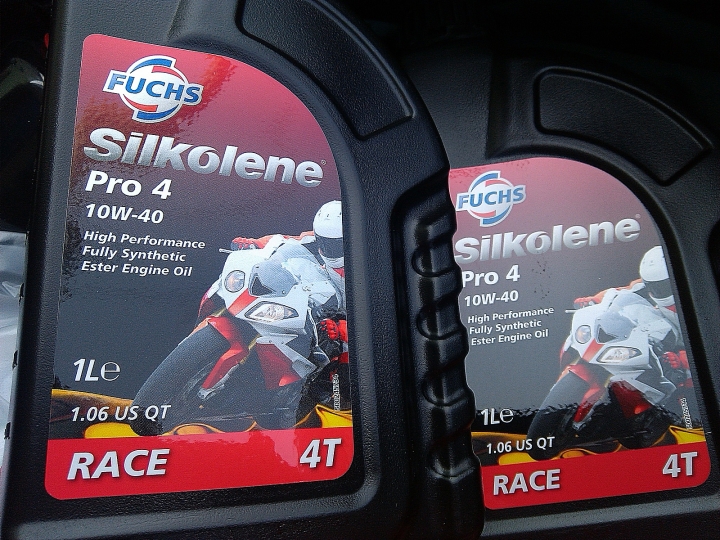 FUCHS
Silkolene®
Pro 4
10W-40
High Performance
Fully Synthetic
Ester Engine Oil
1Le
1.06 US QT
RACE 4T
FUCHS
Silkolene®
Pro 4
10W-40
High Performance
Fully Synthetic
Ester Engine Oil
1Le
1.06 US QT
RACE 4T